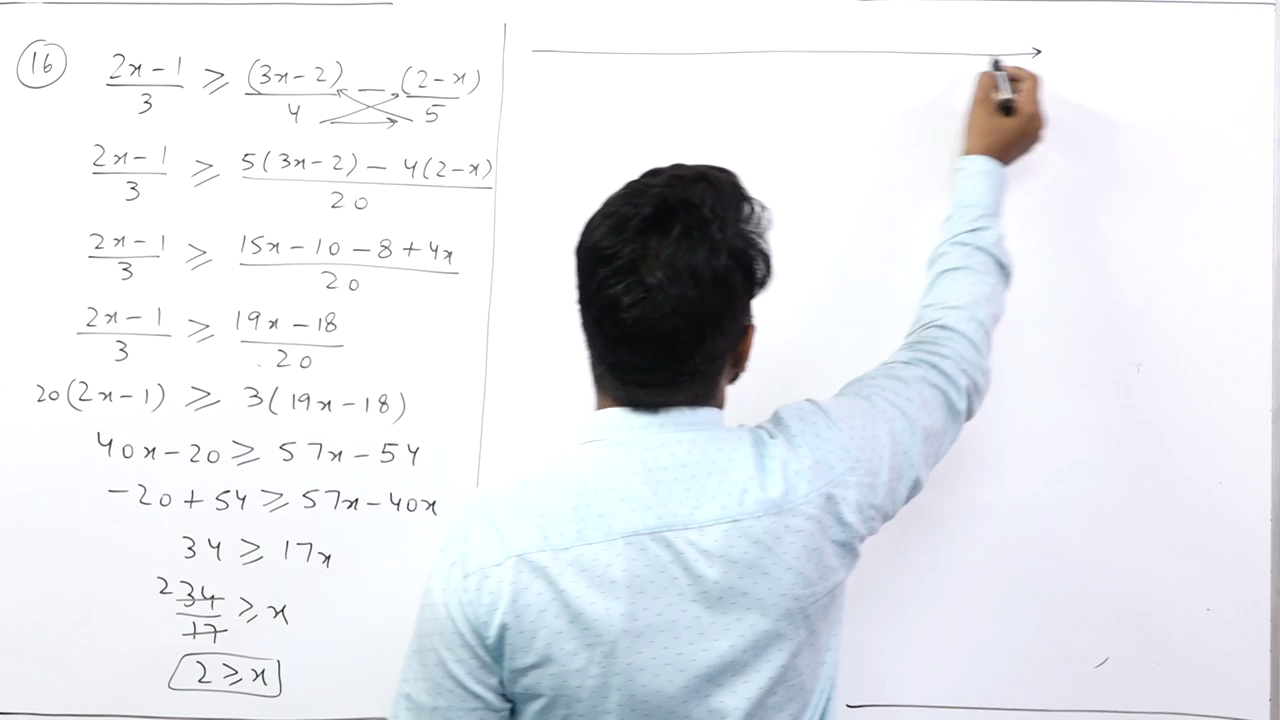 16 (2x-1)/3 ≥ (3x-2)/4 - (2-x)/5
(2x-1)/3 ≥ (5(3x-2) - 4(2-x))/20
(2x-1)/3 ≥ (15x-10-8+4x)/20
(2x-1)/3 ≥ (19x-18)/20
20(2x-1) ≥ 3(19x-18)
40x-20 ≥ 57x-54
-20+54 ≥ 57x-40x
34 ≥ 17x
2 34/17 ≥ x
2 ≥ x